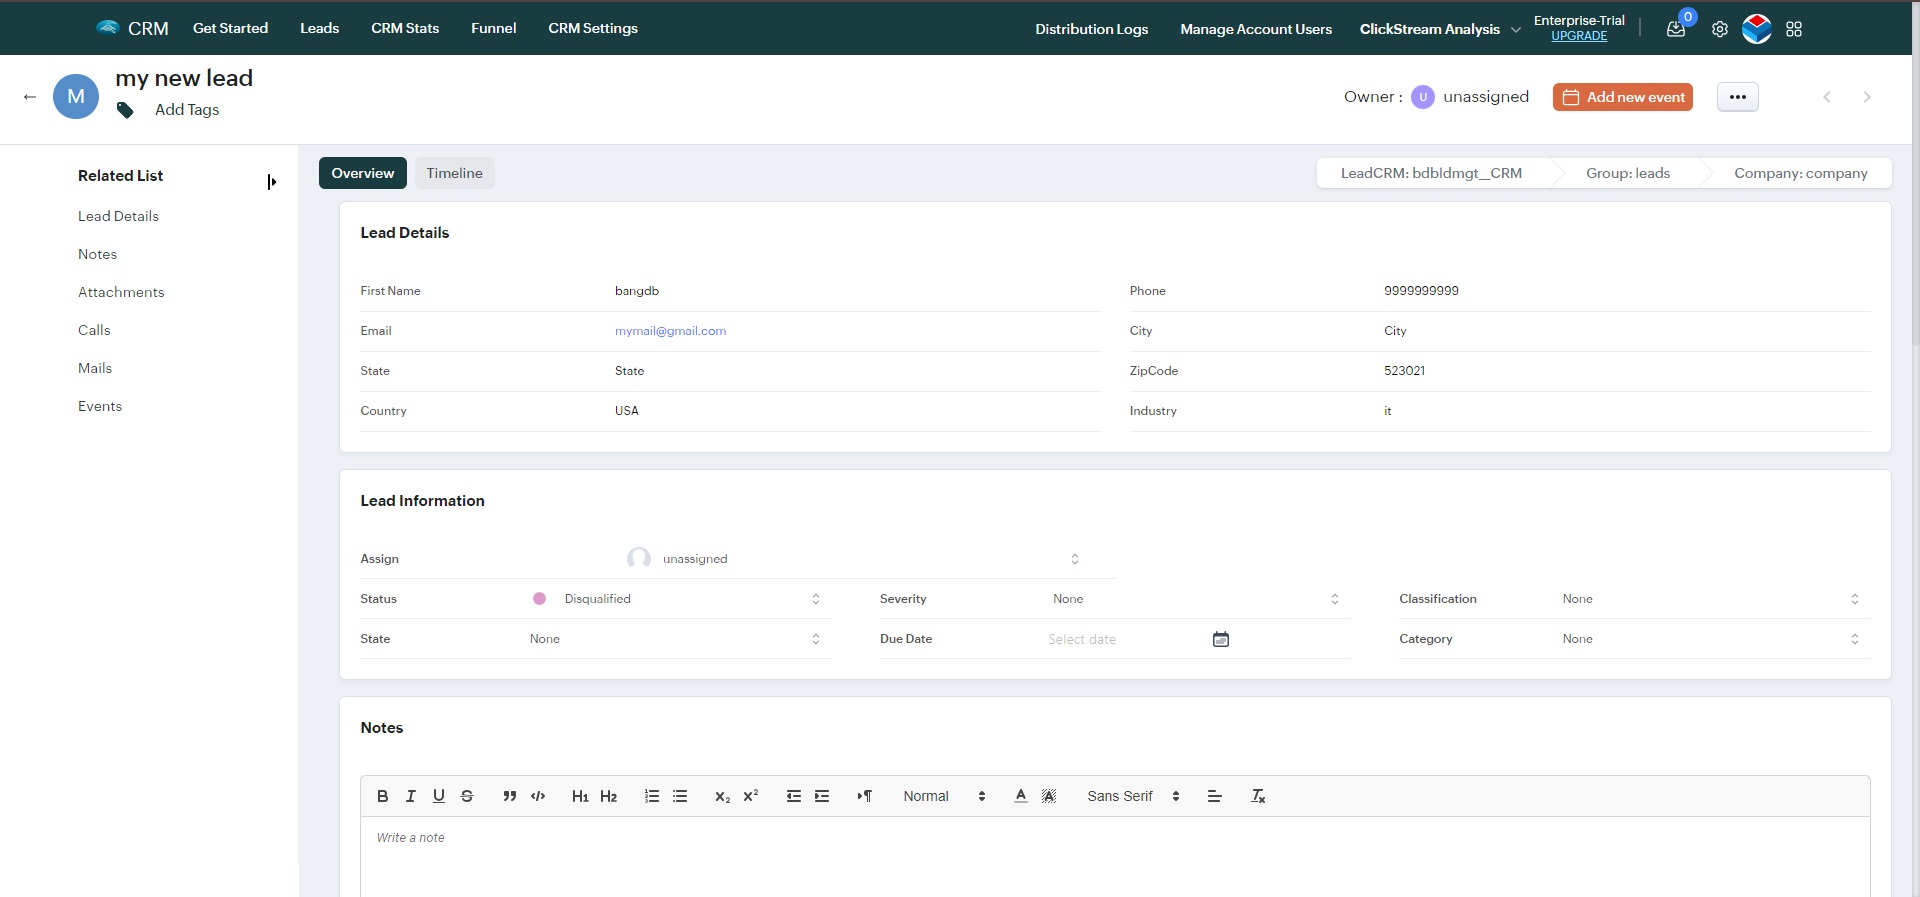 CRM Get Started Leads CRM Stats Funnel CRM Settings Distribution Logs Manage Account Users ClickStream Analysis Enterprise-Trial 0
UPGRADE
M my new lead
Add Tags
Owner : U unassigned Add new event
Related List
Lead Details
Notes
Attachments
Calls
Mails
Events
Overview Timeline LeadCRM: bdbldmgt__CRM Group: leads Company: company
Lead Details
First Name bangdb Phone 9999999999
Email mymail@gmail.com City City
State State ZipCode 523021
Country USA Industry it
Lead Information
Assign unassigned
Status Disqualified Severity None Classification None
State None Due Date Select date Category None
Notes
B I U S H1 H2 X2 X2 Normal A A Sans Serif Tx
Write a note